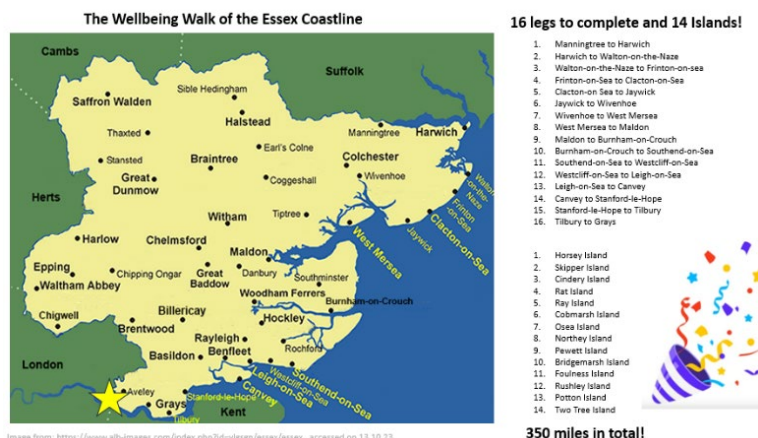 The Wellbeing Walk of the Essex Coastline
16 legs to complete and 14 Islands!
Cambs
Suffolk
Herts
London
Kent
Saffron Walden
Sible Hedingham
Halstead
Manningtree
Harwich
Thaxted
Earl's Colne
Stansted
Braintree
Colchester
Great
Dunmow
Coggeshall
Wivenhoe
Walton-
on-the-
Naze
Frinton
-on-Sea
Clacton-on-Sea
Jaywick
West Mersea
Witham
Tiptree
Harlow
Chelmsford
Maldon
Epping
Chipping Ongar
Great
Baddow
Danbury
Southminster
Waltham Abbey
Woodham Ferrers
Burnham-on-Crouch
Chigwell
Billericay
Brentwood
Hockley
Rayleigh
Rochford
Basildon
Benfleet
Southend-on-Sea
Westcliff-on-Sea
Leigh-on-Sea
Canvey
Aveley
Stanford-le-Hope
Grays
Tilbury
1. Manningtree to Harwich
2. Harwich to Walton-on-the-Naze
3. Walton-on-the-Naze to Frinton-on-sea
4. Frinton-on-Sea to Clacton-on-Sea
5. Clacton-on Sea to Jaywick
6. Jaywick to Wivenhoe
7. Wivenhoe to West Mersea
8. West Mersea to Maldon
9. Maldon to Burnham-on-Crouch
10. Burnham-on-Crouch to Southend-on-Sea
11. Southend-on-Sea to Westcliff-on-Sea
12. Westcliff-on-Sea to Leigh-on-Sea
13. Leigh-on-Sea to Canvey
14. Canvey to Stanford-le-Hope
15. Stanford-le-Hope to Tilbury
16. Tilbury to Grays
1. Horsey Island
2. Skipper Island
3. Cindery Island
4. Rat Island
5. Ray Island
6. Cobmarsh Island
7. Osea Island
8. Northey Island
9. Pewett Island
10. Bridgemarsh Island
11. Foulness Island
12. Rushley Island
13. Potton Island
14. Two Tree Island
350 miles in total!